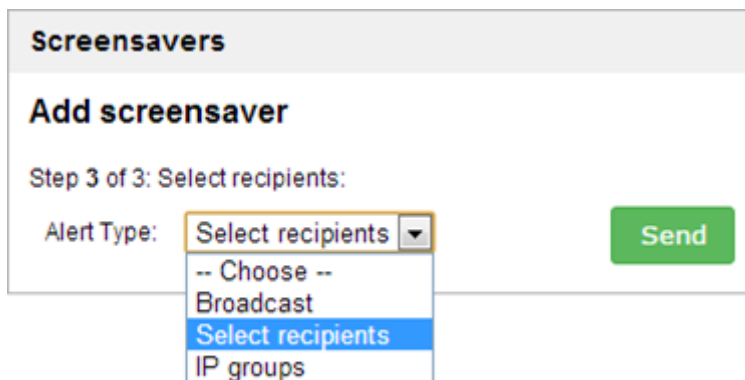 Screensavers
Add screensaver
Step 3 of 3: Select recipients:
Alert Type: Select recipients Send
-- Choose --
Broadcast
Select recipients
IP groups